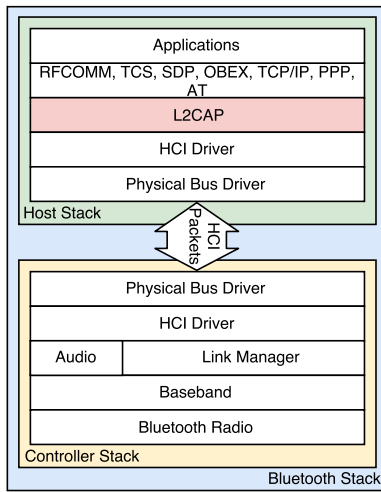 Applications
RFCOMM, TCS, SDP, OBEX, TCP/IP, PPP,
AT
L2CAP
HCI Driver
Physical Bus Driver
Host Stack
HCI
Packets
Physical Bus Driver
HCI Driver
Audio
Link Manager
Baseband
Bluetooth Radio
Controller Stack
Bluetooth Stack